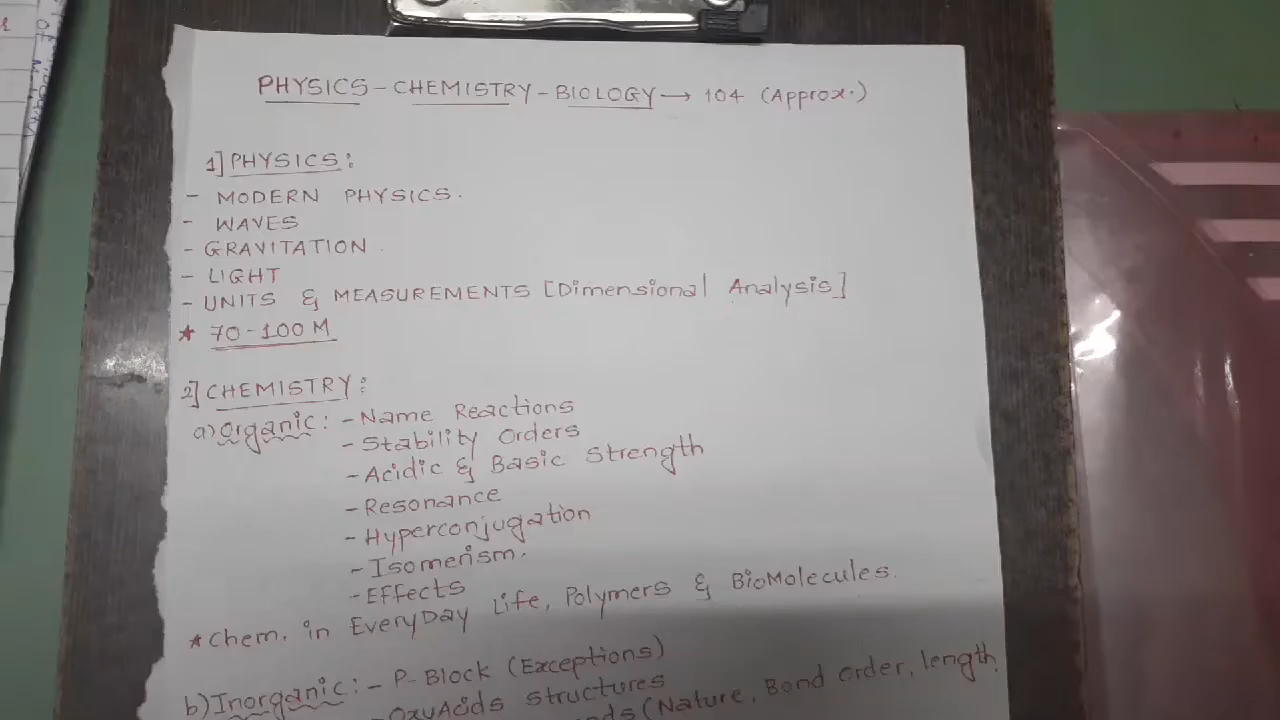 PHYSICS - CHEMISTRY - BIOLOGY → 104 (Approx.)
1] PHYSICS:
- MODERN PHYSICS.
- WAVES
- GRAVITATION.
- LIGHT
- UNITS & MEASUREMENTS [Dimensional Analysis]
* 70-100 M
2] CHEMISTRY:
a) Organic: - Name Reactions
- Stability Orders
- Acidic & Basic Strength
- Resonance
- Hyperconjugation
- Isomerism.
- EFFects
* Chem. in EveryDay Life, Polymers & BioMolecules.
b) Inorganic: - P-Block (Exceptions)
- OxyAcids structures
(Nature, Bond order, length,